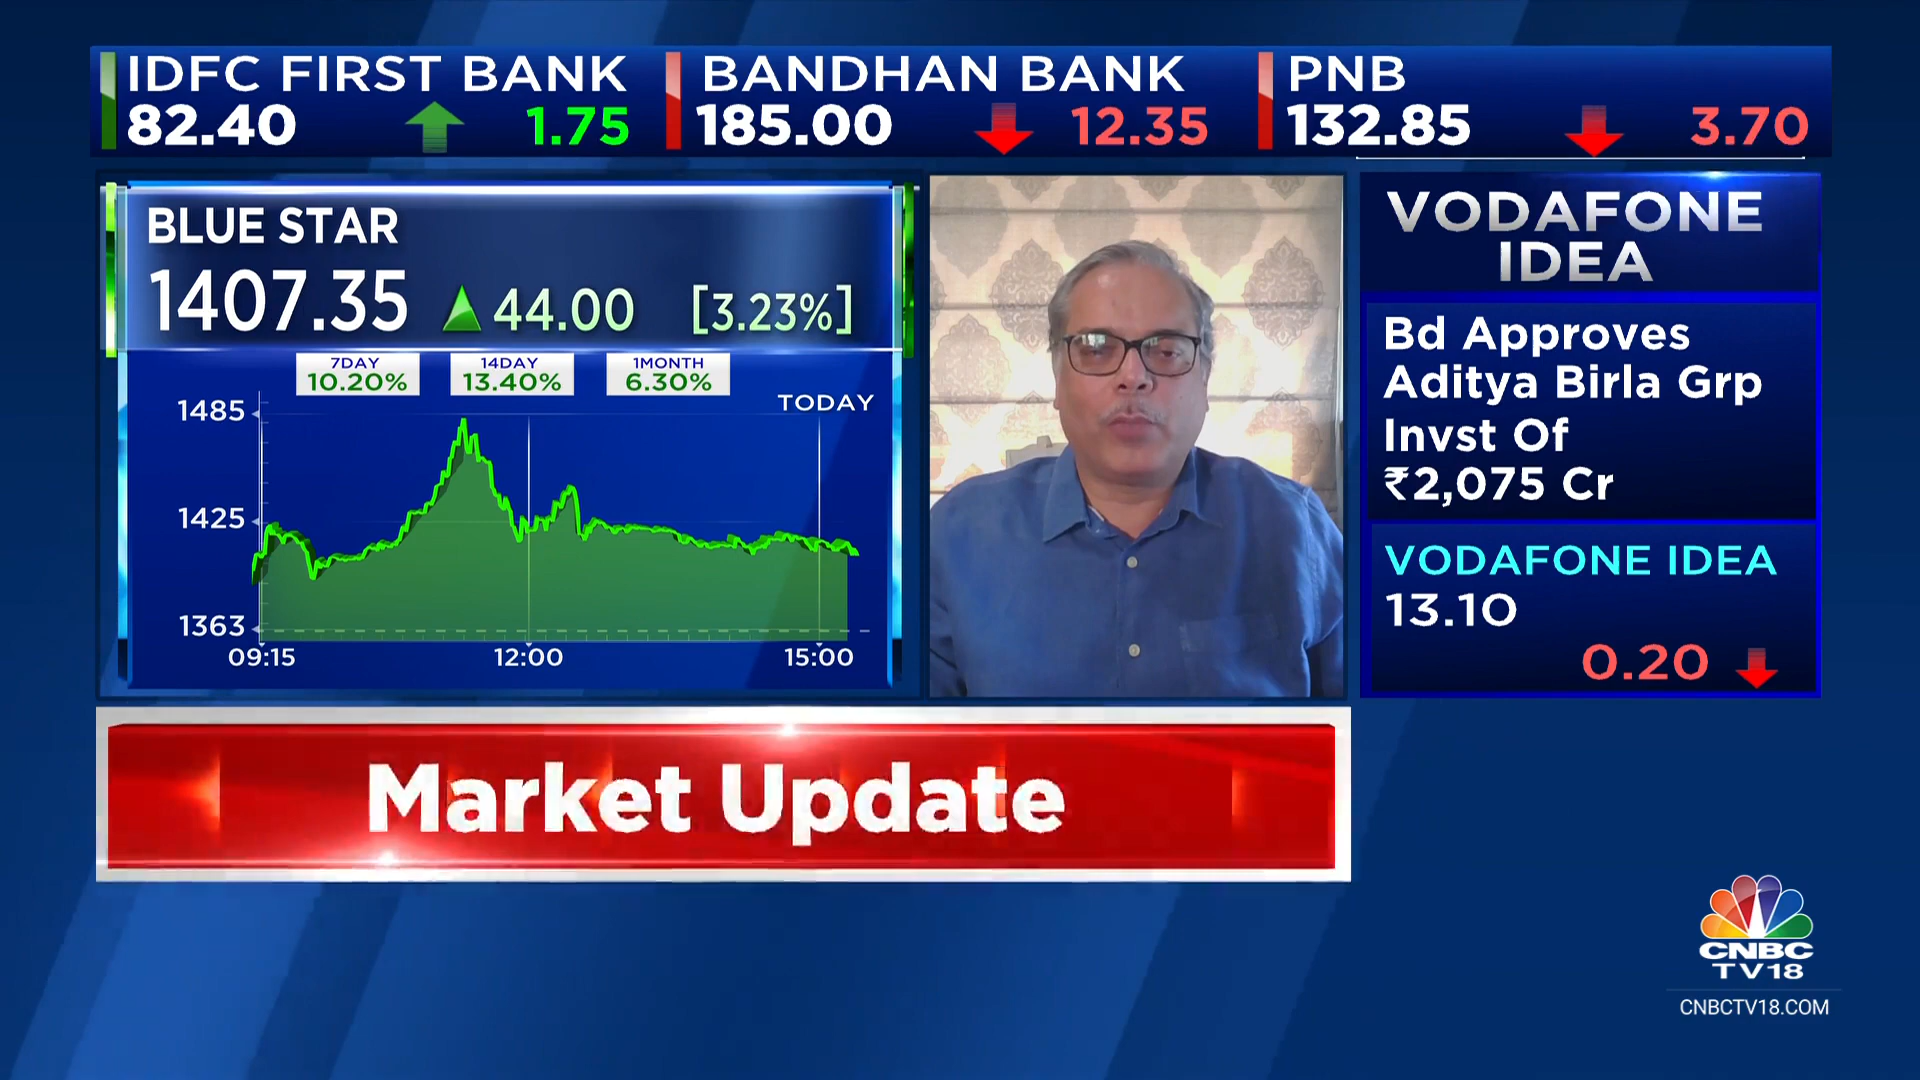 IDFC FIRST BANK
82.40 1.75
BANDHAN BANK
185.00 12.35
PNB
132.85 3.70
BLUE STAR
1407.35 44.00 [3.23%]
7DAY
10.20%
14DAY
13.40%
1MONTH
6.30%
TODAY
1485
1425
1363
09:15 12:00 15:00
VODAFONE
IDEA
Bd Approves
Aditya Birla Grp
Invst Of
₹2,075 Cr
VODAFONE IDEA
13.10
0.20
Market Update
CNBC
TV18
CNBCTV18.COM